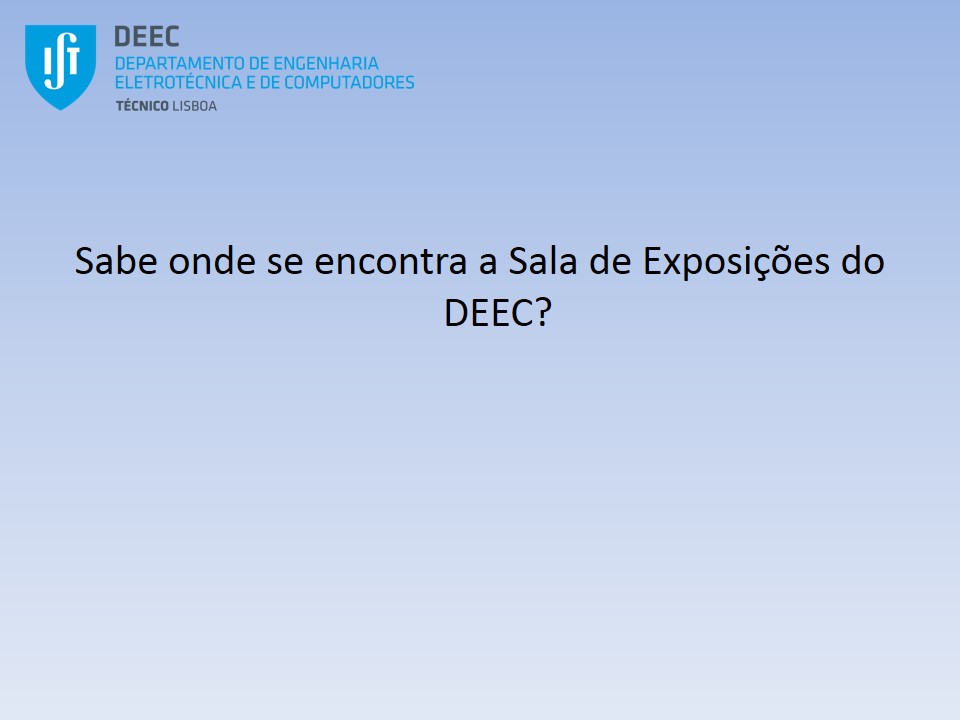 IST
DEEC
DEPARTAMENTO DE ENGENHARIA
ELETROTÉCNICA E DE COMPUTADORES
TÉCNICO LISBOA
Sabe onde se encontra a Sala de Exposições do
DEEC?